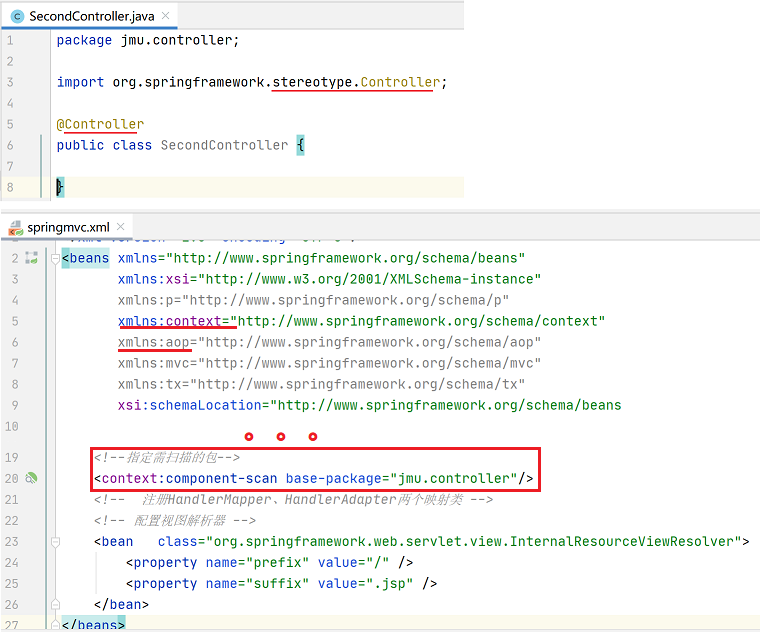 SecondController.java
1 package jmu.controller;
2
3 import org.springframework.stereotype.Controller;
4
5 @Controller
6 public class SecondController {
7
8 }
springmvc.xml
2 <beans xmlns="http://www.springframework.org/schema/beans"
3 xmlns:xsi="http://www.w3.org/2001/XMLSchema-instance"
4 xmlns:p="http://www.springframework.org/schema/p"
5 xmlns:context="http://www.springframework.org/schema/context"
6 xmlns:aop="http://www.springframework.org/schema/aop"
7 xmlns:mvc="http://www.springframework.org/schema/mvc"
8 xmlns:tx="http://www.springframework.org/schema/tx"
9 xsi:schemaLocation="http://www.springframework.org/schema/beans
10
19 <!--指定需扫描的包-->
20 <context:component-scan base-package="jmu.controller"/>
21 <!-- 注册HandlerMapper、HandlerAdapter两个映射类 -->
22 <!-- 配置视图解析器 -->
23 <bean class="org.springframework.web.servlet.view.InternalResourceViewResolver">
24 <property name="prefix" value="/" />
25 <property name="suffix" value=".jsp" />
26 </bean>
27 </beans>